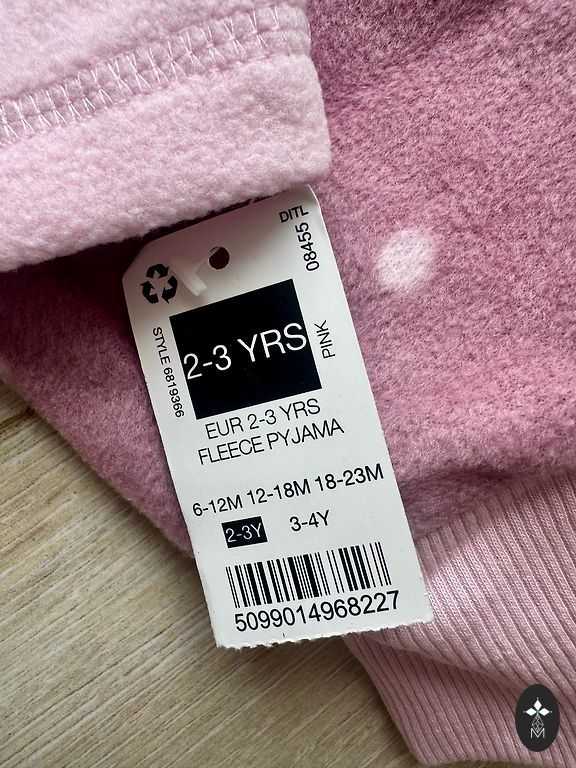 DITL
08455
2-3 YRS
PINK
STYLE 6819366
EUR 2-3 YRS
FLEECE PYJAMA
6-12M 12-18M 18-23M
2-3Y 3-4Y
5099014968227
M